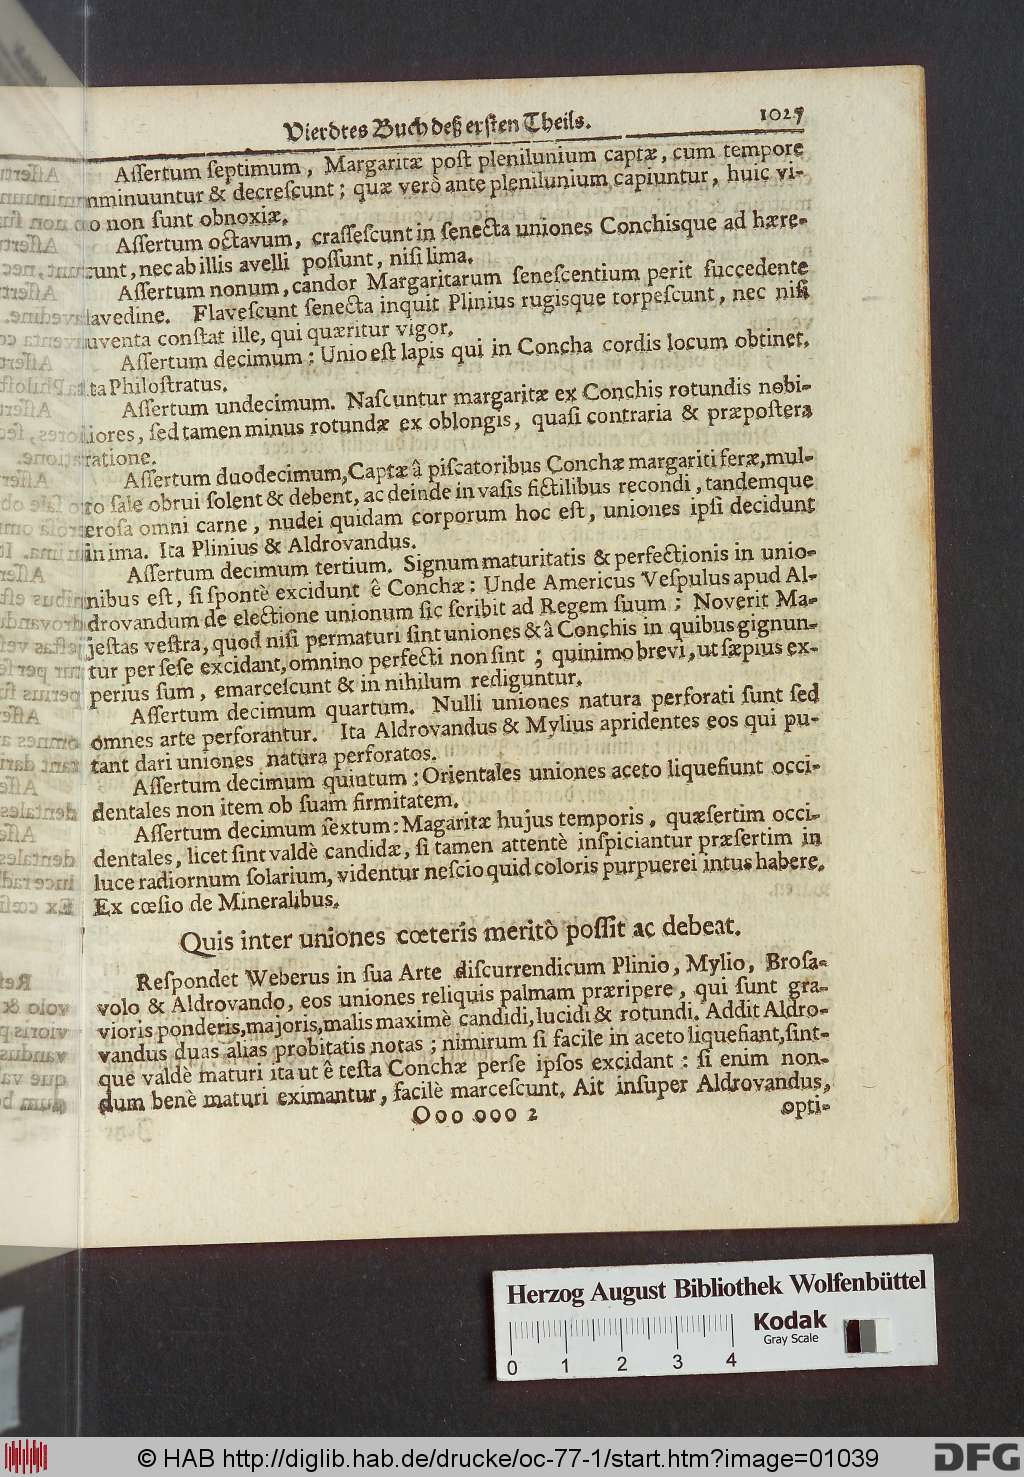 Vierdtes Buch deß ersten Theils. 1027
Aſſertum ſeptimum, Margaritæ poſt plenilunium captæ, cum tempore
mminuuntur & decreſcunt; quæ verò ante plenilunium capiuntur, huic vi-
o non ſunt obnoxiæ.
Aſſertum octavum, craſſeſcunt in ſenecta uniones Conchisque ad hære-
unt, nec ab illis avelli poſſunt, niſi lima.
Aſſertum nonum, candor Margaritarum ſeneſcentium perit ſuccedente
lavedine. Flaveſcunt ſenecta inquit Plinius rugisque torpeſcunt, nec niſi
uventa conſtat ille, qui quæritur vigor.
Aſſertum decimum: Unio eſt lapis qui in Concha cordis locum obtinet,
ta Philoſtratus.
Aſſertum undecimum. Naſcuntur margaritæ ex Conchis rotundis nobi-
liores, ſed tamen minus rotundæ ex oblongis, quaſi contraria & præpoſtera
ratione.
Aſſertum duodecimum, Captæ â piſcatoribus Conchæ margariti feræ, mul-
to ſale obrui ſolent & debent, ac deinde in vaſis fictilibus recondi, tandemque
eroſa omni carne, nudei quidam corporum hoc eſt, uniones ipſi decidunt
in ima. Ita Plinius & Aldrovandus.
Aſſertum decimum tertium. Signum maturitatis & perfectionis in unio-
nibus eſt, ſi ſpontè excidunt ê Conchæ: Unde Americus Veſpulus apud Al-
drovandum de electione unionum ſic ſcribit ad Regem ſuum; Noverit Ma-
jeſtas veſtra, quod niſi permaturi ſint uniones & â Conchis in quibus gignun-
tur per ſeſe excidant, omnino perfecti non ſint; quinimo brevi, ut ſæpius ex-
perius ſum, emarceſcunt & in nihilum rediguntur.
Aſſertum decimum quartum. Nulli uniones natura perforati ſunt ſed
omnes arte perforantur. Ita Aldrovandus & Mylius apridentes eos qui pu-
tant dari uniones natura perforatos.
Aſſertum decimum quintum: Orientales uniones aceto liquefiunt occi-
dentales non item ob ſuam firmitatem.
Aſſertum decimum ſextum: Magaritæ hujus temporis, quæſertim occi-
dentales, licet ſint valdè candidæ, ſi tamen attentè inſpiciantur præſertim in
luce radiornum ſolarium, videntur neſcio quid coloris purpuerei intus habere.
Ex cœſio de Mineralibus.
Quis inter uniones cœteris meritò poſſit ac debeat.
Reſpondet Weberus in ſua Arte diſcurrendicum Plinio, Mylio, Broſa-
volo & Aldrovando, eos uniones reliquis palmam præripere, qui ſunt gra-
vioris ponderis, majoris, malis maximè candidi, lucidi & rotundi. Addit Aldro-
vandus duas alias probitatis notas; nimirum ſi facile in aceto liquefiant, ſint-
que valdè maturi ita ut ê teſta Conchæ perſe ipſos excidant: ſi enim non-
dum benè maturi eximantur, facilè marceſcunt. Ait inſuper Aldrovandus,
Ooo ooo 2 opti-
Herzog August Bibliothek Wolfenbüttel
Kodak
Gray Scale
0 1 2 3 4
© HAB http://diglib.hab.de/drucke/oc-77-1/start.htm?image=01039
DFG